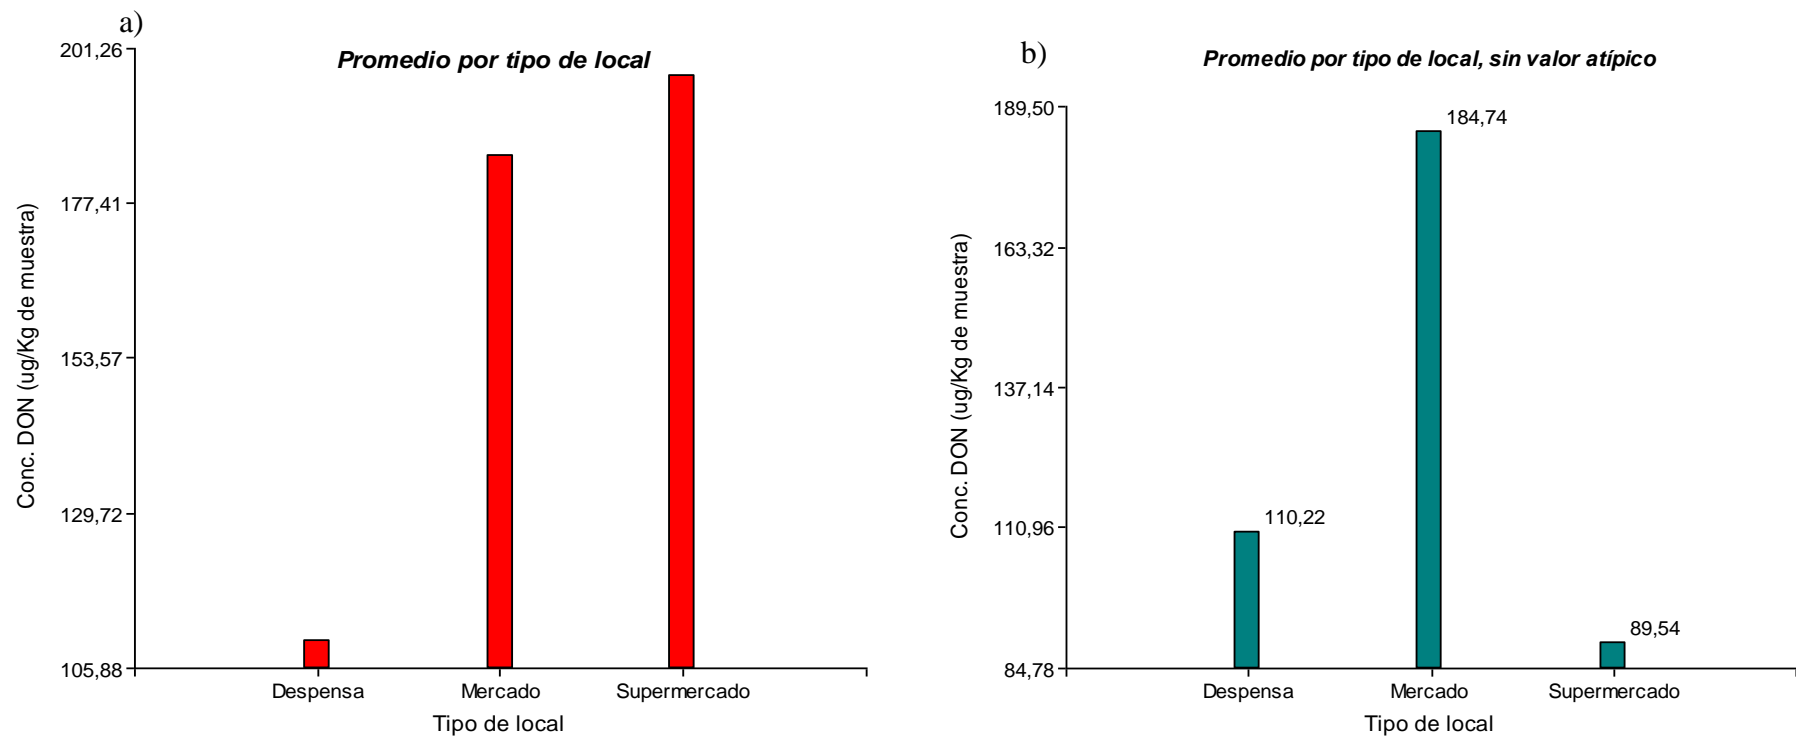 a)
Promedio por tipo de local
201,26
177,41
153,57
129,72
105,88
Conc. DON (ug/Kg de muestra)
Despensa
Mercado
Supermercado
Tipo de local
b)
Promedio por tipo de local, sin valor atípico
189,50
163,32
137,14
110,96
84,78
Conc. DON (ug/Kg de muestra)
110,22
184,74
89,54
Despensa
Mercado
Supermercado
Tipo de local